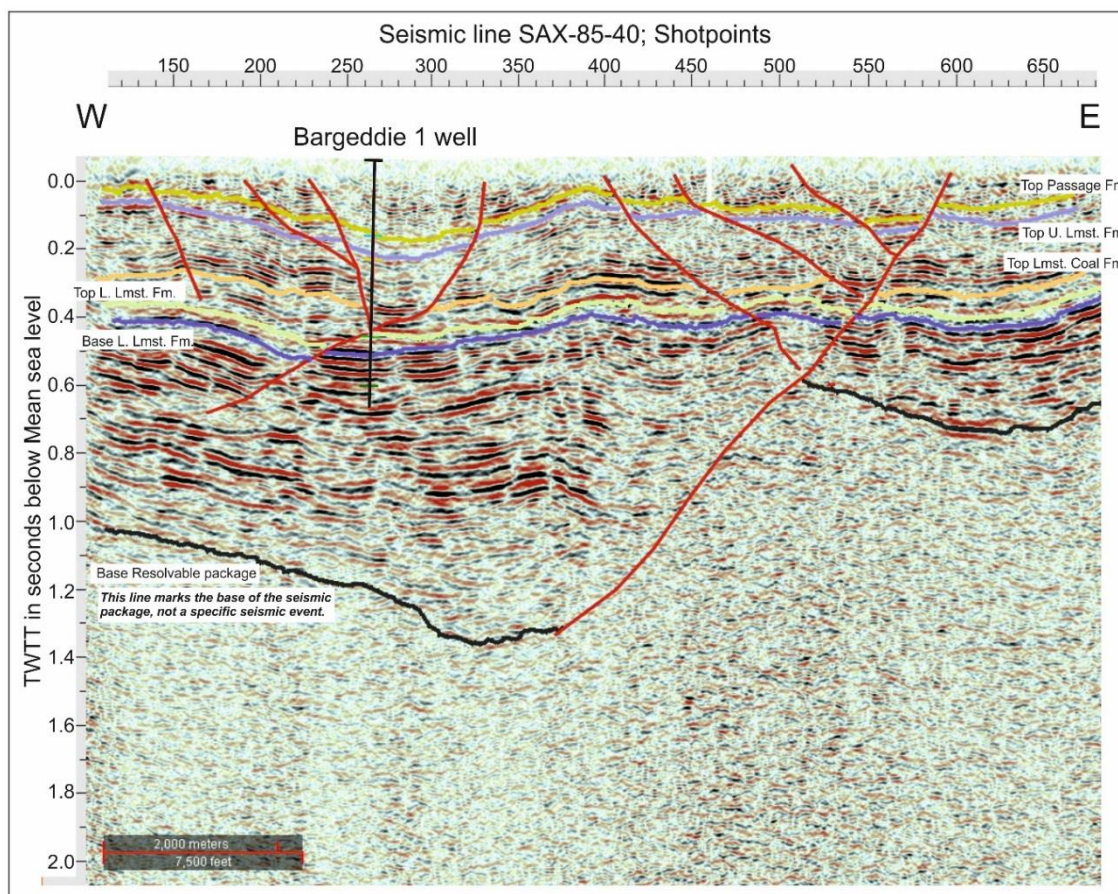 Seismic line SAX-85-40; Shotpoints
150 200 250 300 350 400 450 500 550 600 650
W
E
Bargeddie 1 well
TWTT in seconds below Mean sea level
0.0
0.2
0.4
0.6
0.8
1.0
1.2
1.4
1.6
1.8
2.0
Top Passage Fm
Top U. Lmst. Fm
Top Lmst. Coal Fm
Top L. Lmst. Fm.
Base L. Lmst. Fm.
Base Resolvable package
This line marks the base of the seismic
package, not a specific seismic event.
2,000 meters
7,500 feet